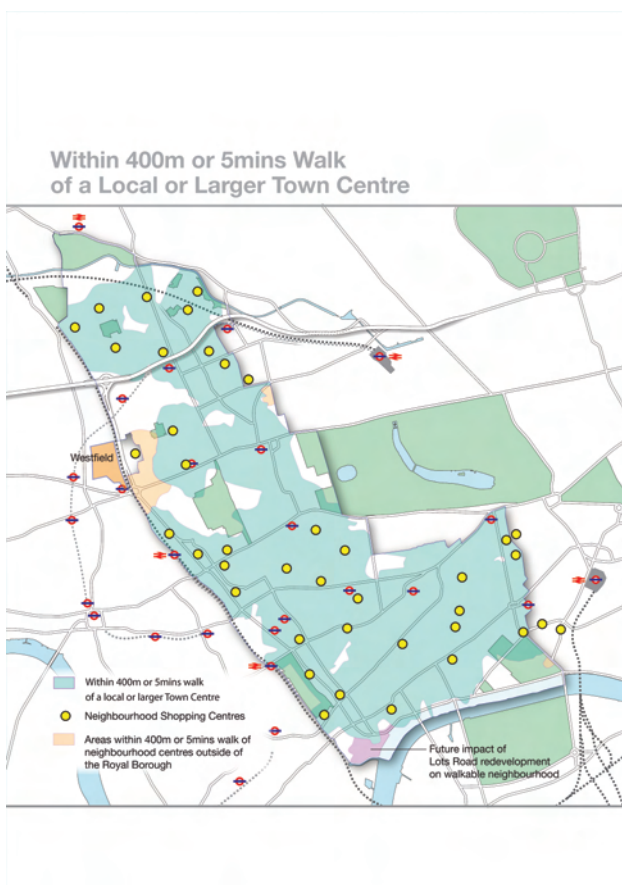 Within 400m or 5mins Walk
of a Local or Larger Town Centre
Westfield
Within 400m or 5mins walk
of a local or larger Town Centre
Neighbourhood Shopping Centres
Areas within 400m or 5mins walk of
neighbourhood centres outside of
the Royal Borough
Future impact of
Lots Road redevelopment
on walkable neighbourhood